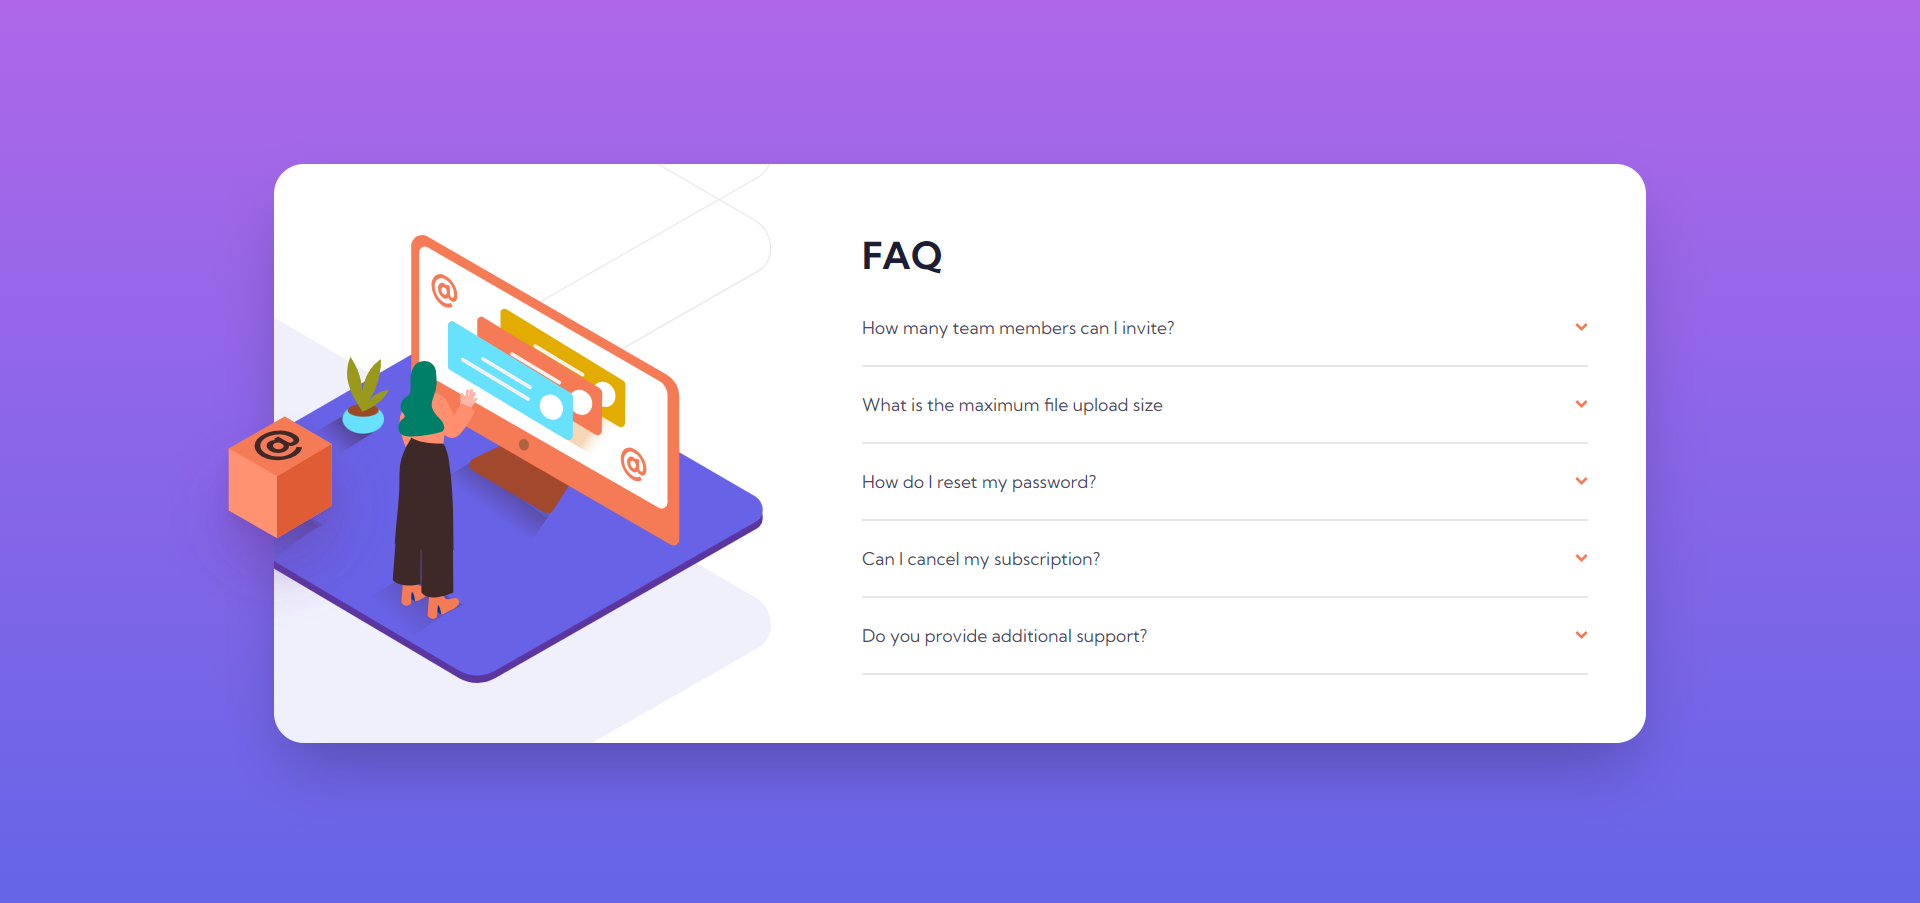 @
@
@
FAQ
How many team members can I invite?
What is the maximum file upload size
How do I reset my password?
Can I cancel my subscription?
Do you provide additional support?